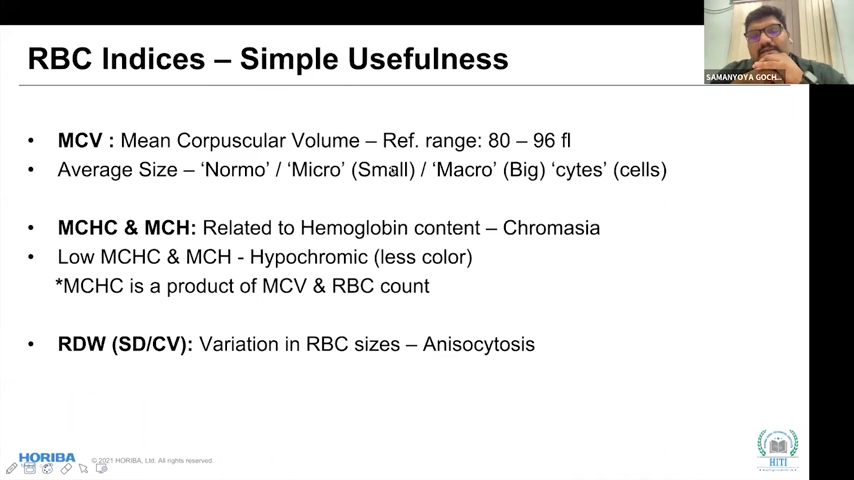 RBC Indices – Simple Usefulness
SAMANYOYA GOCH...
• MCV : Mean Corpuscular Volume – Ref. range: 80 – 96 fl
• Average Size – ‘Normo’ / ‘Micro’ (Small) / ‘Macro’ (Big) ‘cytes’ (cells)
• MCHC & MCH: Related to Hemoglobin content – Chromasia
• Low MCHC & MCH - Hypochromic (less color)
*MCHC is a product of MCV & RBC count
• RDW (SD/CV): Variation in RBC sizes – Anisocytosis
HORIBA
© 2021 HORIBA, Ltd. All rights reserved.
HITI